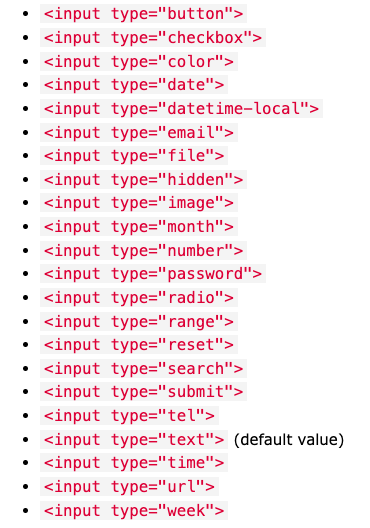 <input type="button">
<input type="checkbox">
<input type="color">
<input type="date">
<input type="datetime-local">
<input type="email">
<input type="file">
<input type="hidden">
<input type="image">
<input type="month">
<input type="number">
<input type="password">
<input type="radio">
<input type="range">
<input type="reset">
<input type="search">
<input type="submit">
<input type="tel">
<input type="text"> (default value)
<input type="time">
<input type="url">
<input type="week">